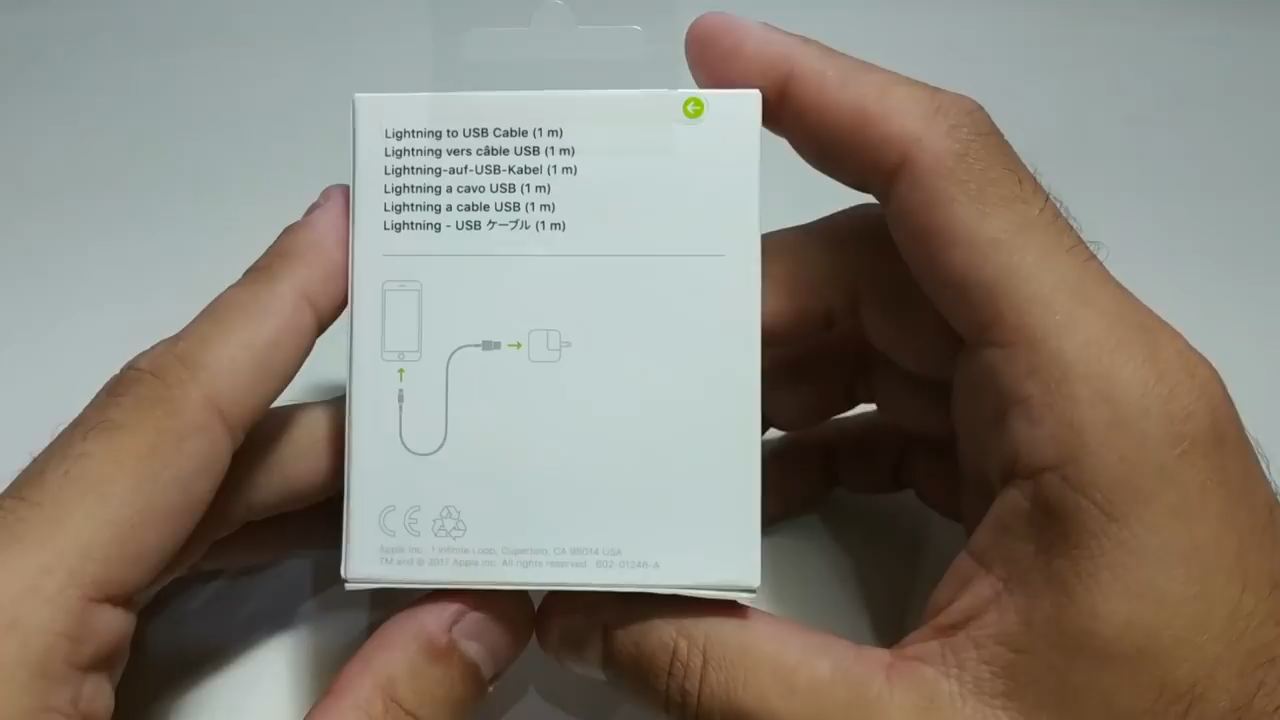 Lightning to USB Cable (1 m)
Lightning vers câble USB (1 m)
Lightning-auf-USB-Kabel (1 m)
Lightning a cavo USB (1 m)
Lightning a cable USB (1 m)
Lightning - USB ケーブル (1 m)
CE
Apple Inc. 1 Infinite Loop, Cupertino, CA 95014 USA
TM and © 2017 Apple Inc. All rights reserved. 602-01246-A